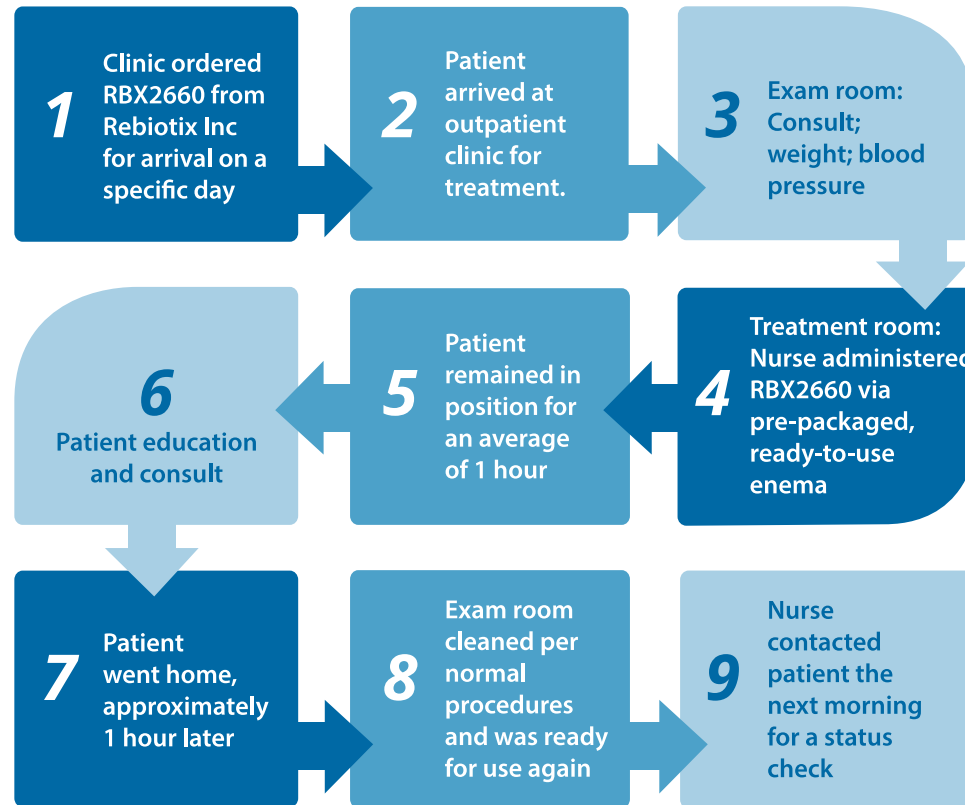 1
Clinic ordered
RBX2660 from
Rebiotix Inc
for arrival on a
specific day
2
Patient
arrived at
outpatient
clinic for
treatment.
3
Exam room:
Consult;
weight; blood
pressure
4
Treatment room:
Nurse administered
RBX2660 via
pre-packaged,
ready-to-use
enema
5
Patient
remained in
position for
an average
of 1 hour
6
Patient education
and consult
7
Patient
went home,
approximately
1 hour later
8
Exam room
cleaned per
normal
procedures
and was ready
for use again
9
Nurse
contacted
patient the
next morning
for a status
check